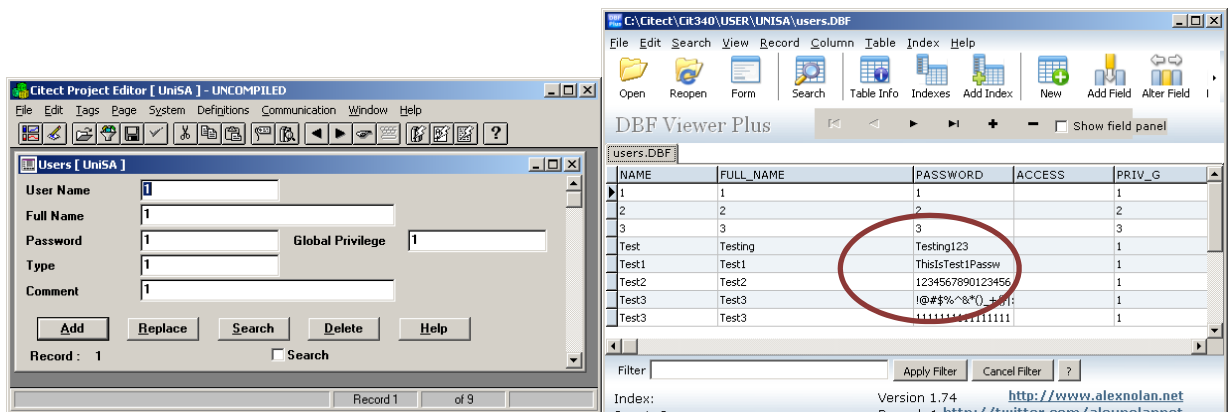 Citect Project Editor [ UniSA ] - UNCOMPILED
File Edit Tags Page System Definitions Communication Window Help
Users [ UniSA ]
User Name 1
Full Name 1
Password 1 Global Privilege 1
Type 1
Comment 1
Add Replace Search Delete Help
Record : 1 Search
Record 1 of 9
C:\Citect\Cit340\USER\UNISA\users.DBF
File Edit Search View Record Column Table Index Help
Open Reopen Form Search Table Info Indexes Add Index New Add Field Alter Field
DBF Viewer Plus Show field panel
users.DBF
NAME FULL_NAME PASSWORD ACCESS PRIV_G
1 1 1 1
2 2 2 2
3 3 3 3
Test Testing Testing123 1
Test1 Test1 ThisIsTest1Passw 1
Test2 Test2 1234567890123456 1
Test3 Test3 !@#$%^&*()_+{}|: 1
Test3 Test3 1111111111111111 1
Filter Apply Filter Cancel Filter ?
Index: Version 1.74 http://www.alexnolan.net
http://twitter.com/alexnolannet